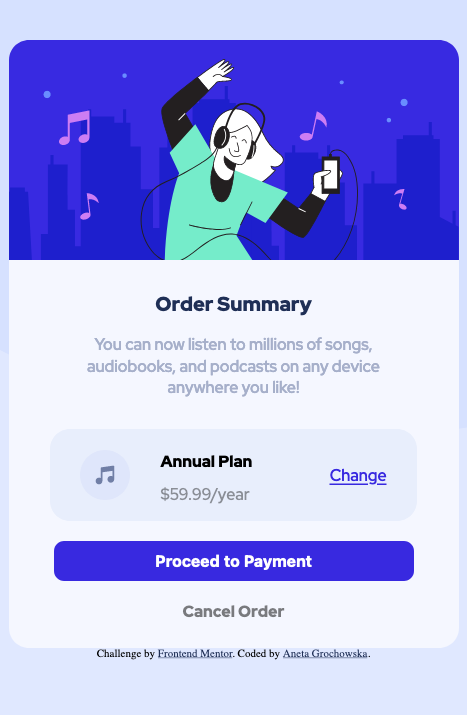 Order Summary
You can now listen to millions of songs,
audiobooks, and podcasts on any device
anywhere you like!
Annual Plan
$59.99/year
Change
Proceed to Payment
Cancel Order
Challenge by Frontend Mentor. Coded by Aneta Grochowska.